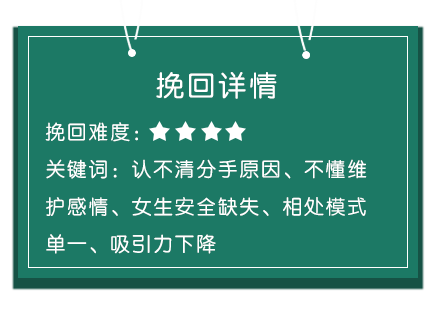 挽回详情
挽回难度：★★★★
关键词：认不清分手原因、不懂维
护感情、女生安全缺失、相处模式
单一、吸引力下降